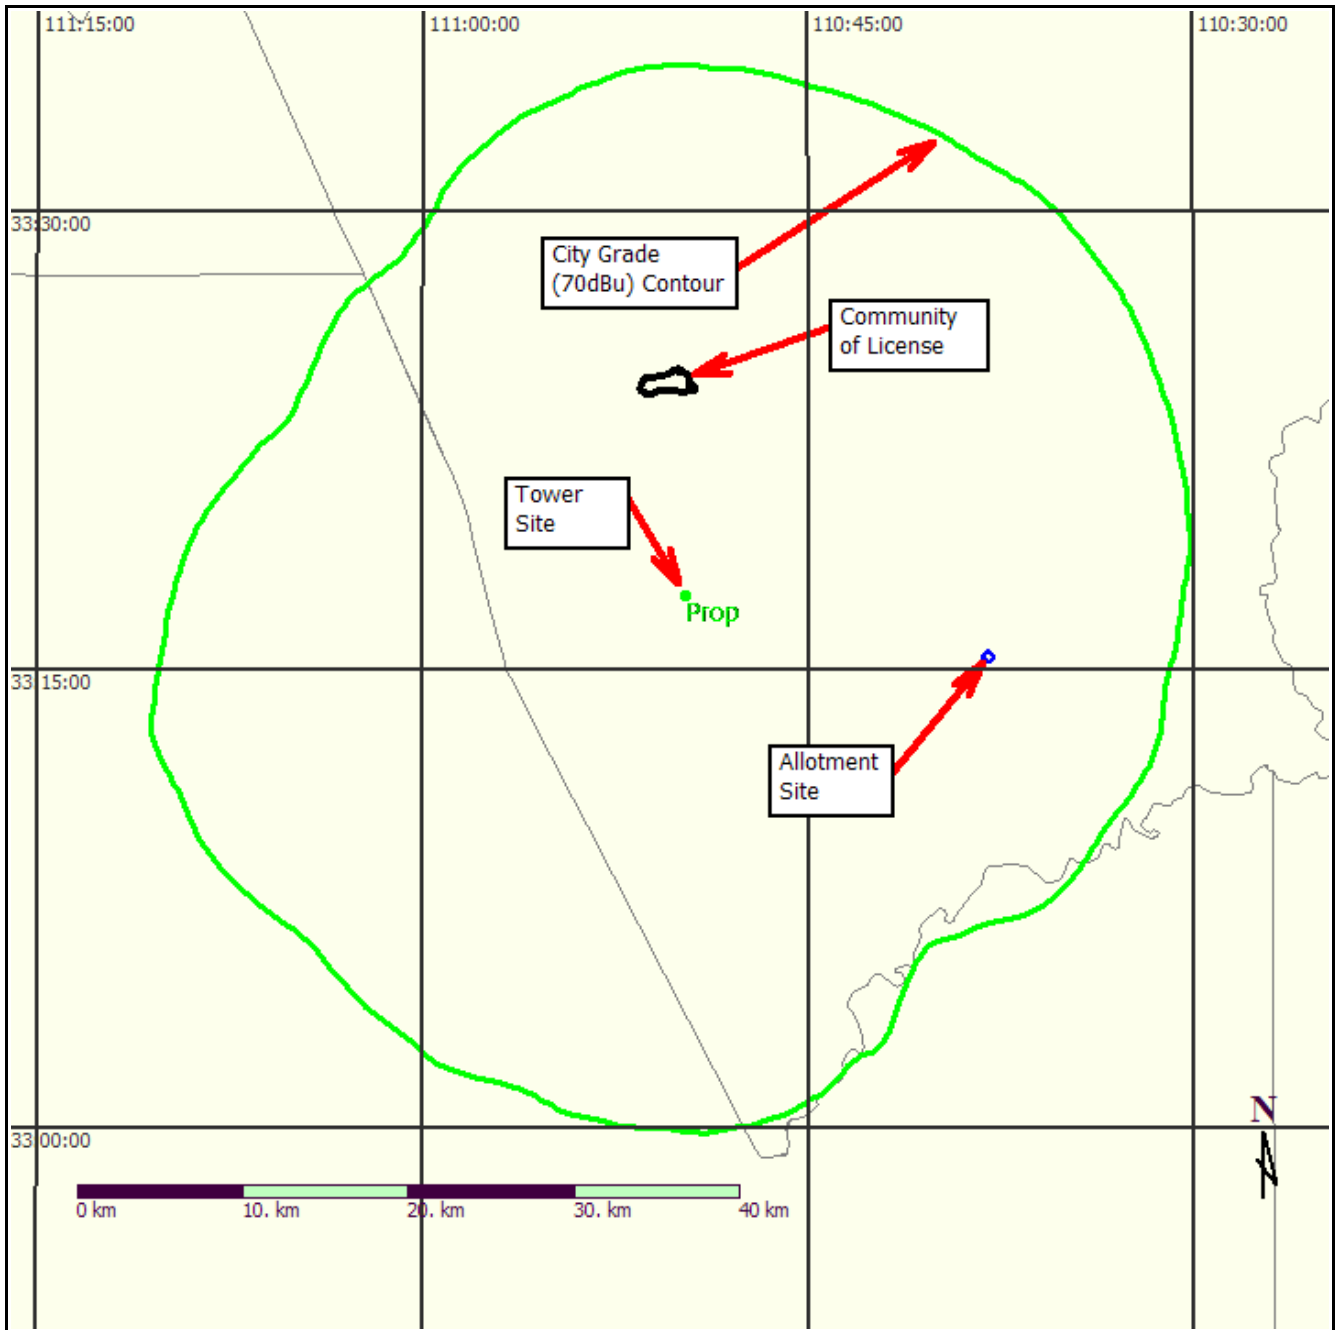 111:15:00
111:00:00
110:45:00
110:30:00
33:30:00
City Grade
(70dBu) Contour
Community
of License
Tower
Site
Prop
33:15:00
Allotment
Site
N
33:00:00
0 km
10. km
20. km
30. km
40 km